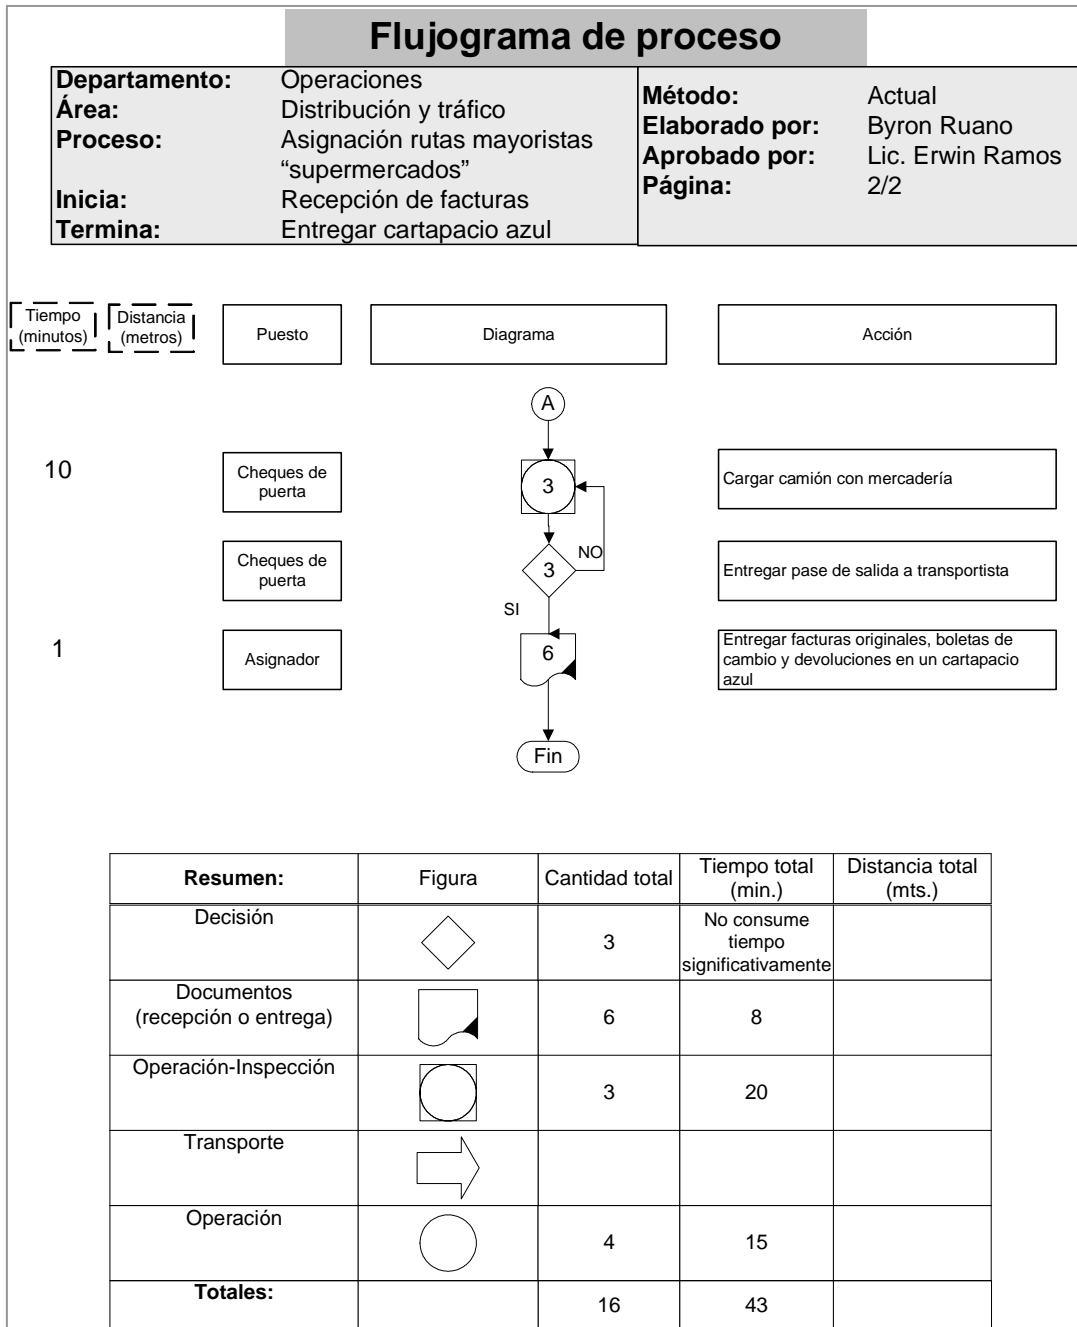 Flujograma de proceso
Departamento: Operaciones
Área: Distribución y tráfico
Proceso: Asignación rutas mayoristas
“supermercados”
Inicia: Recepción de facturas
Termina: Entregar cartapacio azul
Método: Actual
Elaborado por: Byron Ruano
Aprobado por: Lic. Erwin Ramos
Página: 2/2
Tiempo
(minutos)
Distancia
(metros)
Puesto
Diagrama
Acción
A
10
Cheques de
puerta
3
Cargar camión con mercadería
NO
Cheques de
puerta
3
Entregar pase de salida a transportista
SI
1
Asignador
6
Entregar facturas originales, boletas de
cambio y devoluciones en un cartapacio
azul
Fin
Resumen:
Figura
Cantidad total
Tiempo total
(min.)
Distancia total
(mts.)
Decisión
3
No consume
tiempo
significativamente
Documentos
(recepción o entrega)
6
8
Operación-Inspección
3
20
Transporte
Operación
4
15
Totales:
16
43